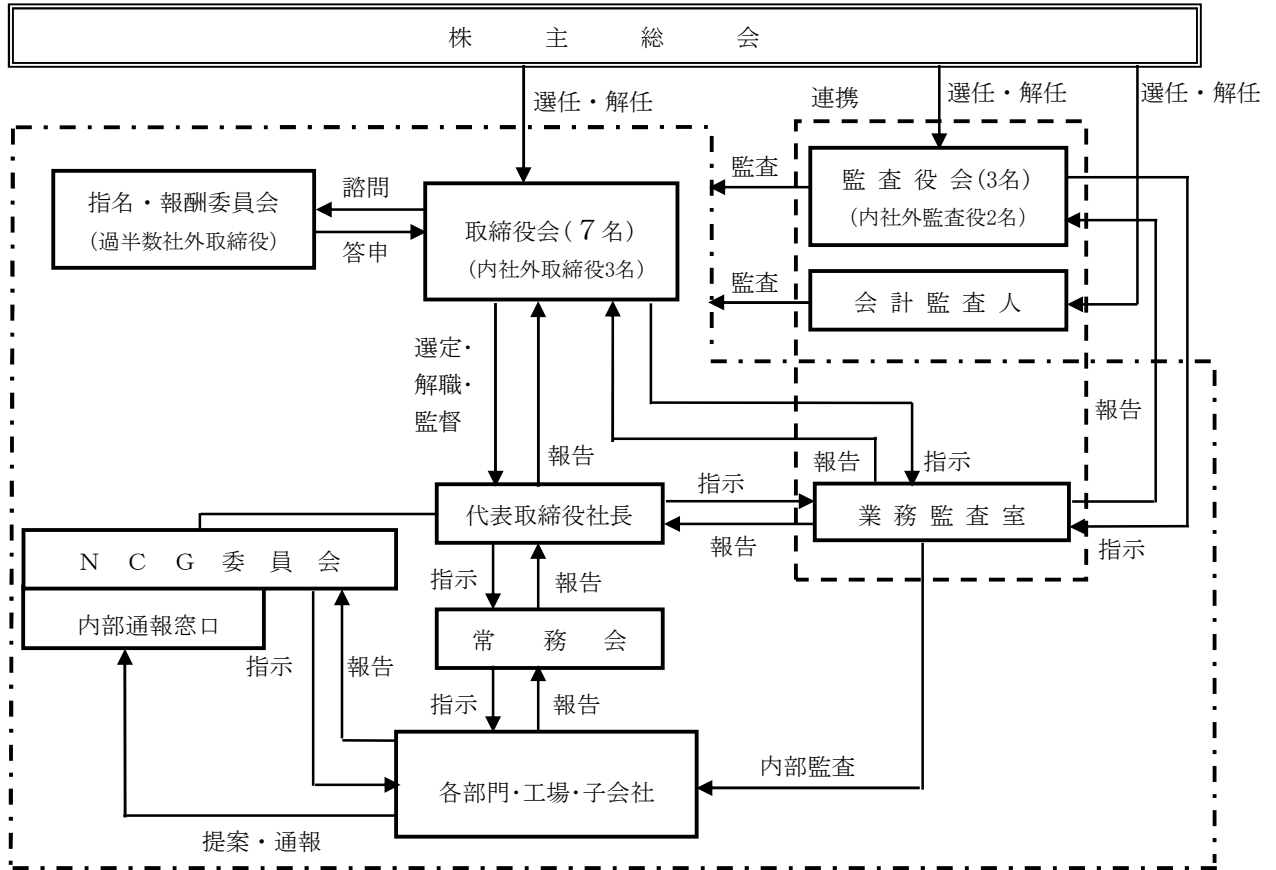 株　主　総　会
選任・解任
連携
選任・解任
選任・解任
指名・報酬委員会
(過半数社外取締役)
諮問
答申
取締役会(７名)
(内社外取締役3名)
監査
監 査 役 会(3名)
(内社外監査役2名)
監査
会 計 監 査 人
選定・
解職・
監督
報告
報告
報告
指示
代表取締役社長
指示
報告
業 務 監 査 室
指示
Ｎ Ｃ Ｇ 委 員 会
内部通報窓口
指示
報告
常　務　会
指示
報告
指示
報告
内部監査
各部門・工場・子会社
提案・通報